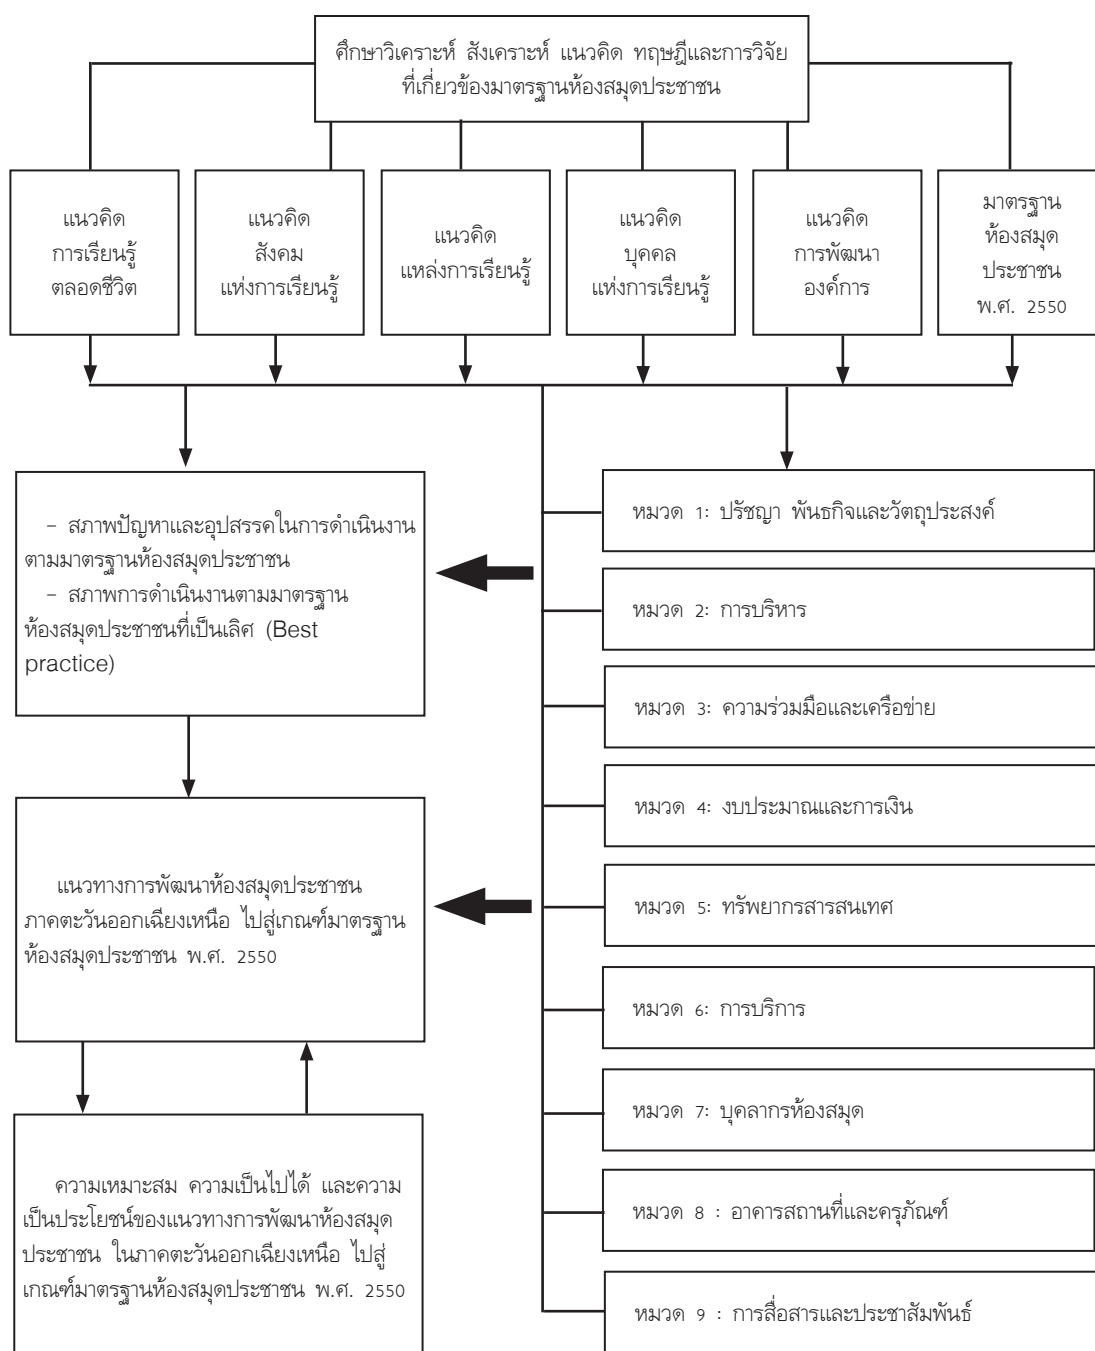 ศึกษาวิเคราะห์ สังเคราะห์ แนวคิด ทฤษฎีและการวิจัย
ที่เกี่ยวข้องมาตรฐานห้องสมุดประชาชน
แนวคิด
การเรียนรู้
ตลอดชีวิต
แนวคิด
สังคม
แห่งการเรียนรู้
แนวคิด
แหล่งการเรียนรู้
แนวคิด
บุคคล
แห่งการเรียนรู้
แนวคิด
การพัฒนา
องค์การ
มาตรฐาน
ห้องสมุด
ประชาชน
พ.ศ. 2550
– สภาพปัญหาและอุปสรรคในการดำเนินงาน
ตามมาตรฐานห้องสมุดประชาชน
– สภาพการดำเนินงานตามมาตรฐาน
ห้องสมุดประชาชนที่เป็นเลิศ (Best
practice)
แนวทางการพัฒนาห้องสมุดประชาชน
ภาคตะวันออกเฉียงเหนือ ไปสู่เกณฑ์มาตรฐาน
ห้องสมุดประชาชน พ.ศ. 2550
ความเหมาะสม ความเป็นไปได้ และความ
เป็นประโยชน์ของแนวทางการพัฒนาห้องสมุด
ประชาชน ในภาคตะวันออกเฉียงเหนือ ไปสู่
เกณฑ์มาตรฐานห้องสมุดประชาชน พ.ศ. 2550
หมวด 1: ปรัชญา พันธกิจและวัตถุประสงค์
หมวด 2: การบริหาร
หมวด 3: ความร่วมมือและเครือข่าย
หมวด 4: งบประมาณและการเงิน
หมวด 5: ทรัพยากรสารสนเทศ
หมวด 6: การบริการ
หมวด 7: บุคลากรห้องสมุด
หมวด 8 : อาคารสถานที่และครุภัณฑ์
หมวด 9 : การสื่อสารและประชาสัมพันธ์